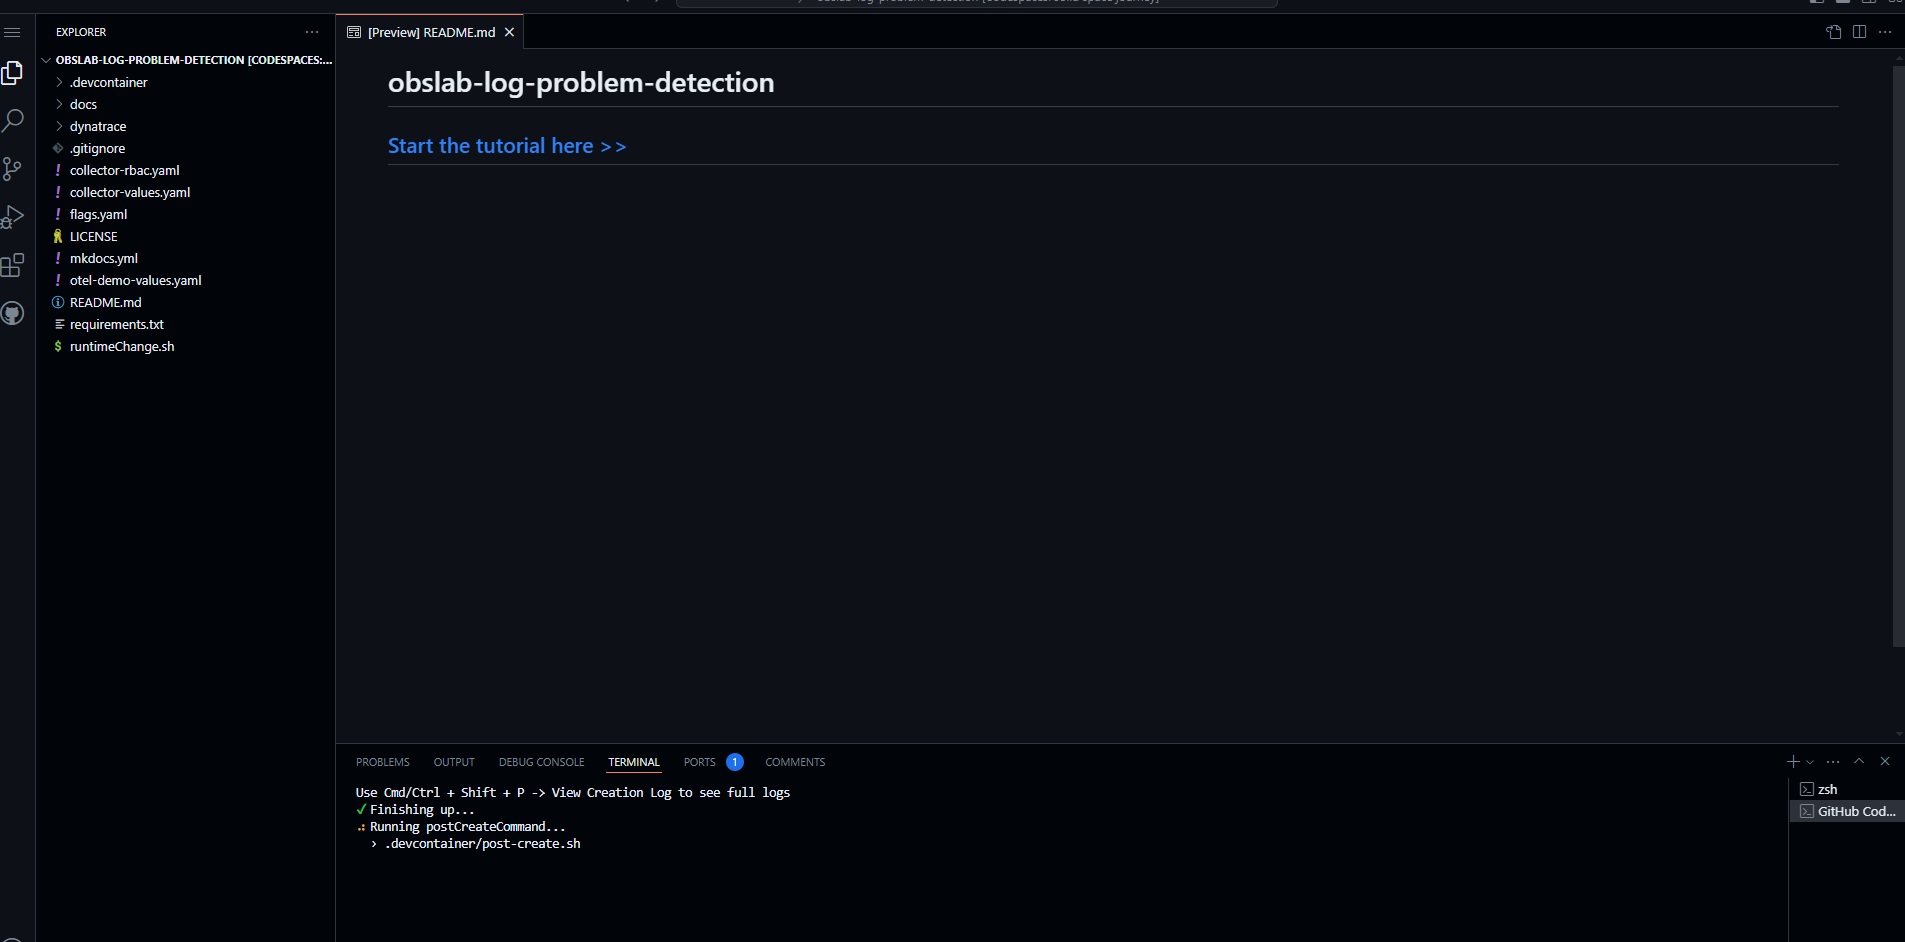 EXPLORER
OBSLAB-LOG-PROBLEM-DETECTION [CODESPACES:...
.devcontainer
docs
dynatrace
.gitignore
! collector-rbac.yaml
! collector-values.yaml
! flags.yaml
LICENSE
! mkdocs.yml
! otel-demo-values.yaml
README.md
requirements.txt
$ runtimeChange.sh
[Preview] README.md
obslab-log-problem-detection
Start the tutorial here >>
PROBLEMS OUTPUT DEBUG CONSOLE TERMINAL PORTS 1 COMMENTS
Use Cmd/Ctrl + Shift + P -> View Creation Log to see full logs
✓ Finishing up...
Running postCreateCommand...
› .devcontainer/post-create.sh
zsh
GitHub Cod...